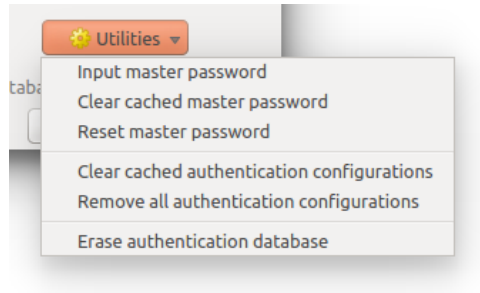 Utilities
Input master password
Clear cached master password
Reset master password
Clear cached authentication configurations
Remove all authentication configurations
Erase authentication database